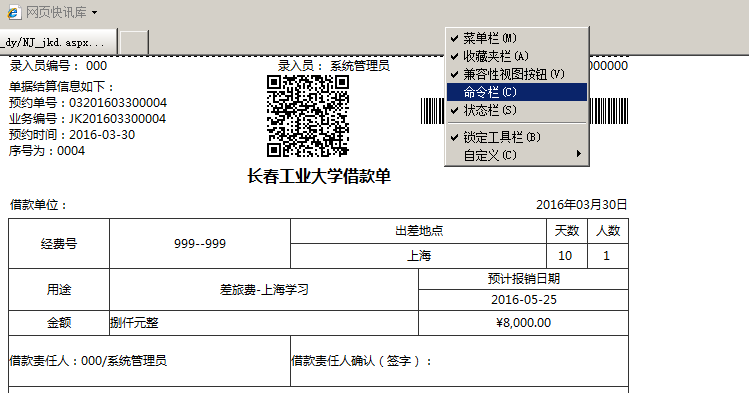 网页快讯库
_dy/NJ_jkd.aspx...
录入员编号： 000
录入员： 系统管理员
000000
菜单栏(M)
收藏夹栏(A)
兼容性视图按钮(V)
命令栏(C)
状态栏(S)
锁定工具栏(B)
自定义(C)
单据结算信息如下：
预约单号：03201603300004
业务编号：JK201603300004
预约时间：2016-03-30
序号为：0004
长春工业大学借款单
借款单位：
2016年03月30日
经费号
999--999
出差地点
天数
人数
上海
10
1
用途
差旅费-上海学习
预计报销日期
2016-05-25
金额
捌仟元整
¥8,000.00
借款责任人：000/系统管理员
借款责任人确认（签字）：